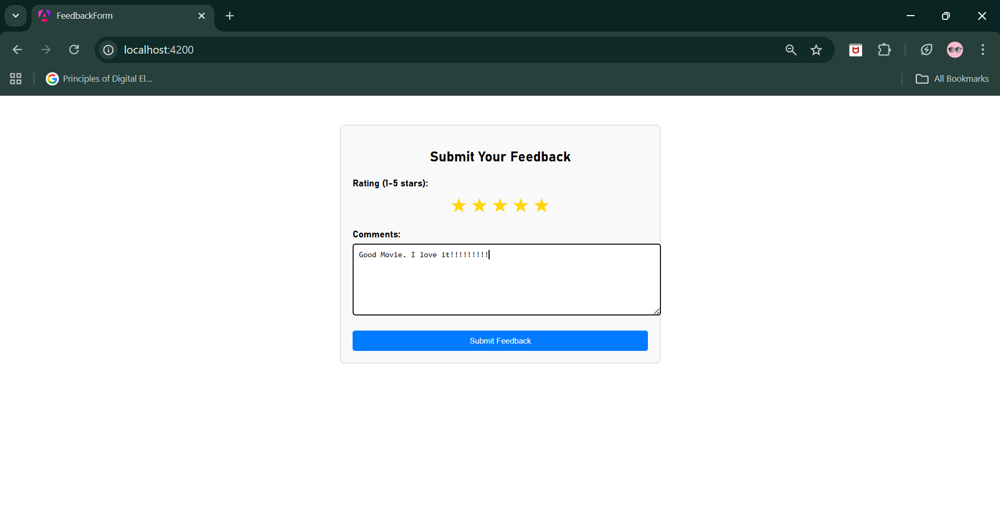 FeedbackForm
localhost:4200
Principles of Digital El...
All Bookmarks
Submit Your Feedback
Rating (1-5 stars):
Comments:
Good Movie. I love it!!!!!!!!!
Submit Feedback